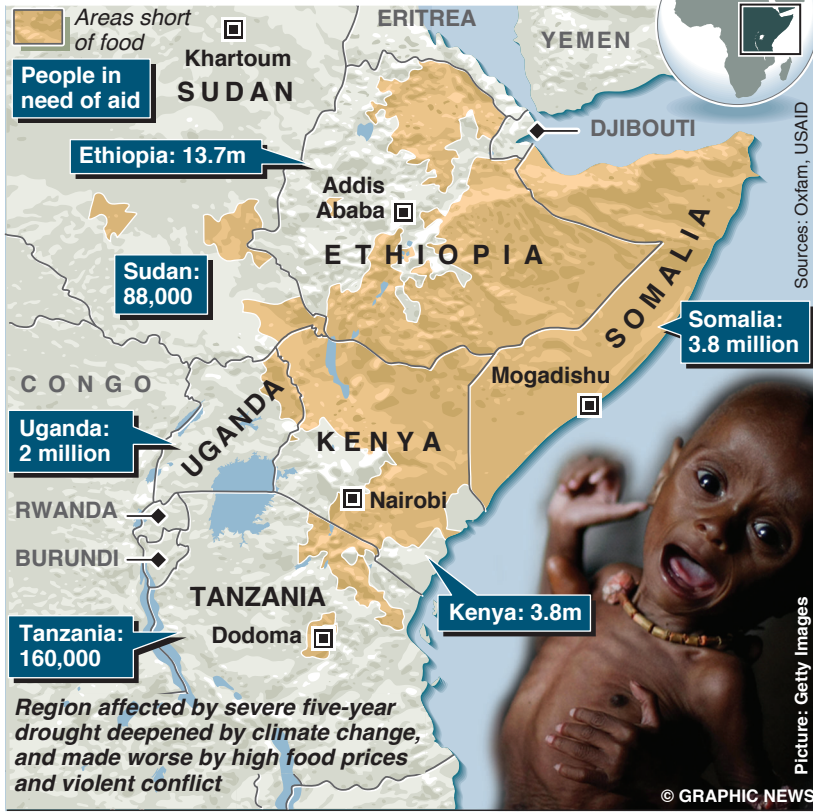 Areas short
of food
People in
need of aid
Khartoum
SUDAN
ERITREA
YEMEN
DJIBOUTI
Ethiopia: 13.7m
Addis
Ababa
ETHIOPIA
Sudan:
88,000
SOMALIA
Somalia:
3.8 million
Mogadishu
CONGO
UGANDA
Uganda:
2 million
KENYA
Nairobi
RWANDA
BURUNDI
TANZANIA
Dodoma
Kenya: 3.8m
Tanzania:
160,000
Region affected by severe five-year
drought deepened by climate change,
and made worse by high food prices
and violent conflict
Sources: Oxfam, USAID
Picture: Getty Images
© GRAPHIC NEWS